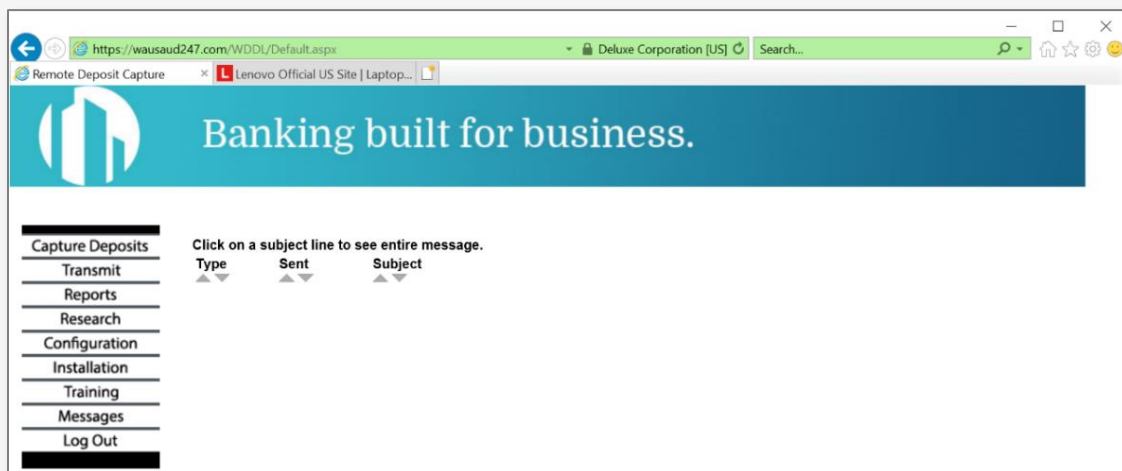 https://wausaud247.com/WDDL/Default.aspx
Deluxe Corporation [US]
Search...
Remote Deposit Capture
L Lenovo Official US Site | Laptop...
Banking built for business.
Capture Deposits
Transmit
Reports
Research
Configuration
Installation
Training
Messages
Log Out
Click on a subject line to see entire message.
Type Sent Subject